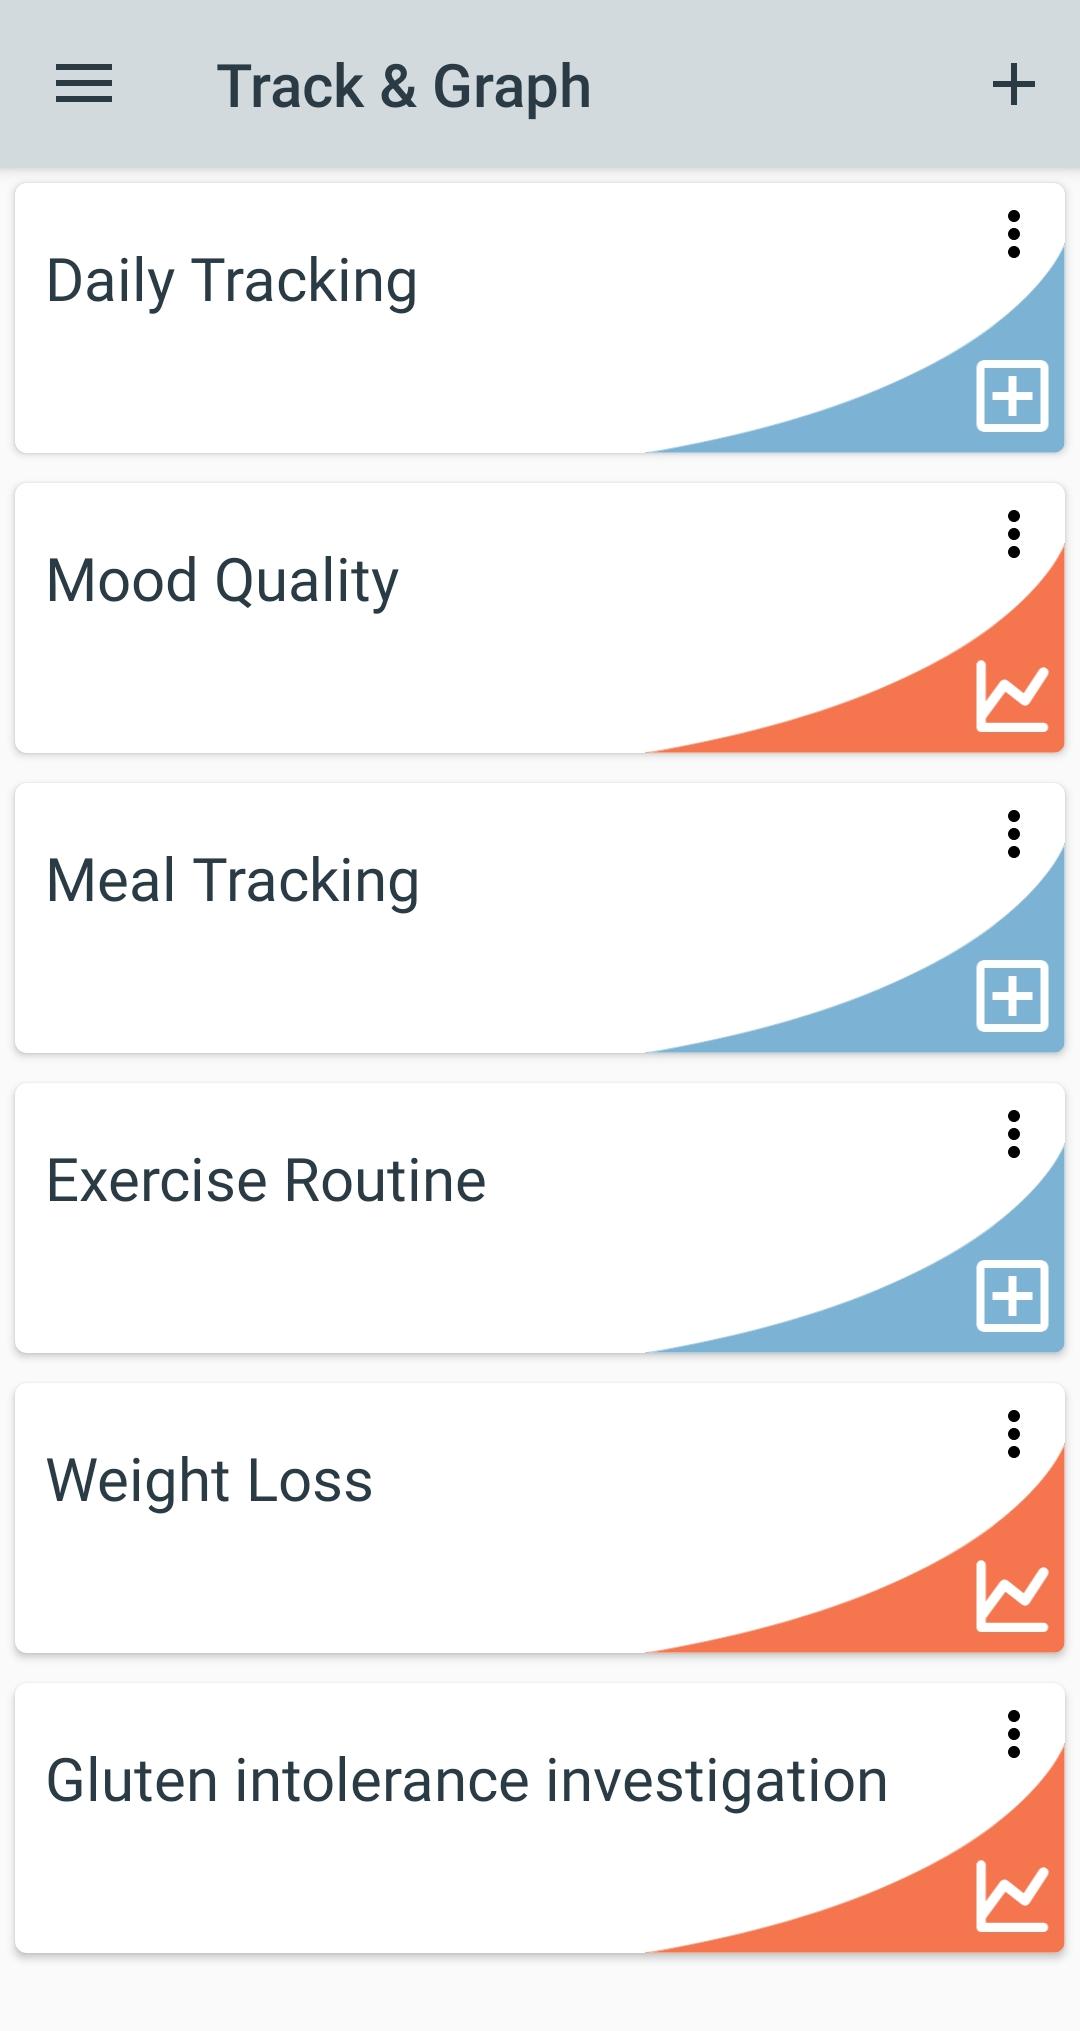 Track & Graph
Daily Tracking
Mood Quality
Meal Tracking
Exercise Routine
Weight Loss
Gluten intolerance investigation